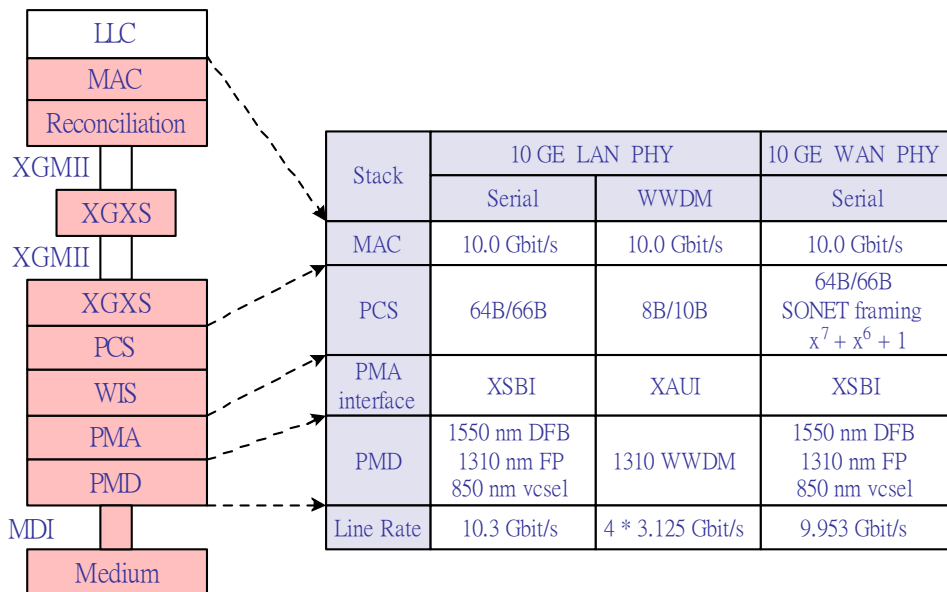 LLC
MAC
Reconciliation
XGMII
XGXS
XGMII
XGXS
PCS
WIS
PMA
PMD
MDI
Medium
Stack
10 GE LAN PHY
10 GE WAN PHY
Serial
WWDM
Serial
MAC
10.0 Gbit/s
10.0 Gbit/s
10.0 Gbit/s
PCS
64B/66B
8B/10B
64B/66B
SONET framing
x⁷ + x⁶ + 1
PMA
interface
XSBI
XAUI
XSBI
PMD
1550 nm DFB
1310 nm FP
850 nm vcsel
1310 WWDM
1550 nm DFB
1310 nm FP
850 nm vcsel
Line Rate
10.3 Gbit/s
4 * 3.125 Gbit/s
9.953 Gbit/s